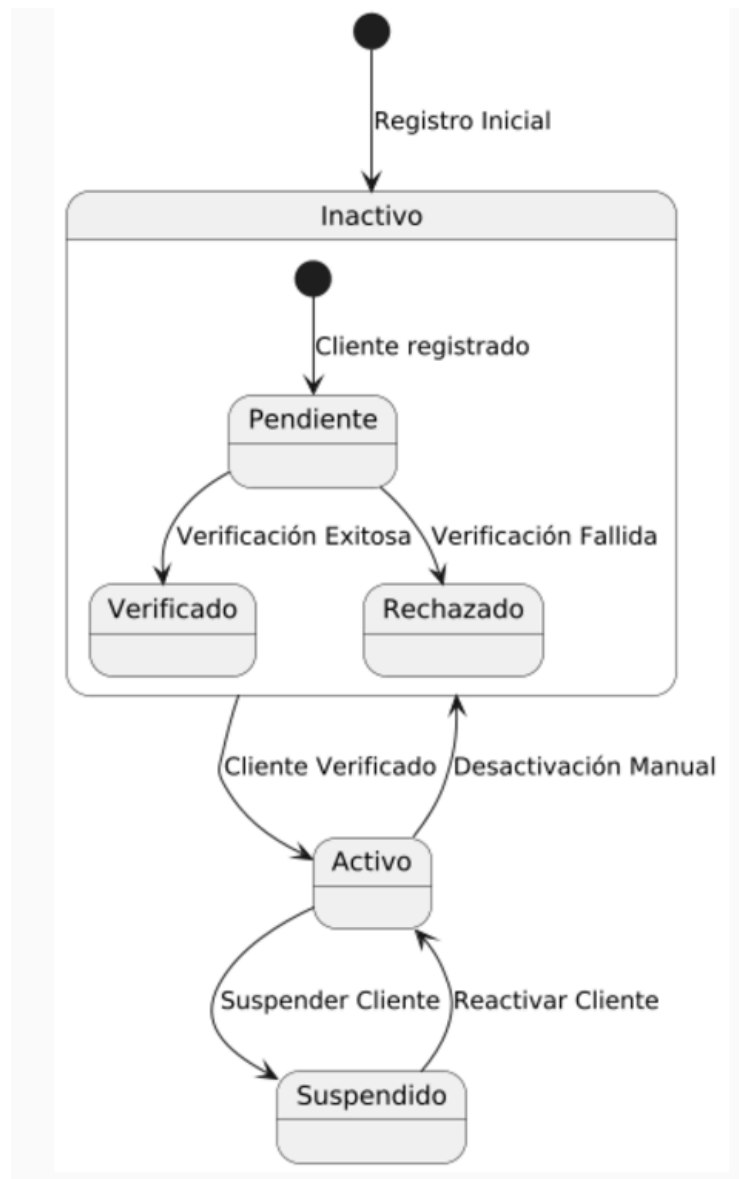 Registro Inicial
Inactivo
Cliente registrado
Pendiente
Verificación Exitosa
Verificación Fallida
Verificado
Rechazado
Cliente Verificado
Desactivación Manual
Activo
Suspender Cliente
Reactivar Cliente
Suspendido